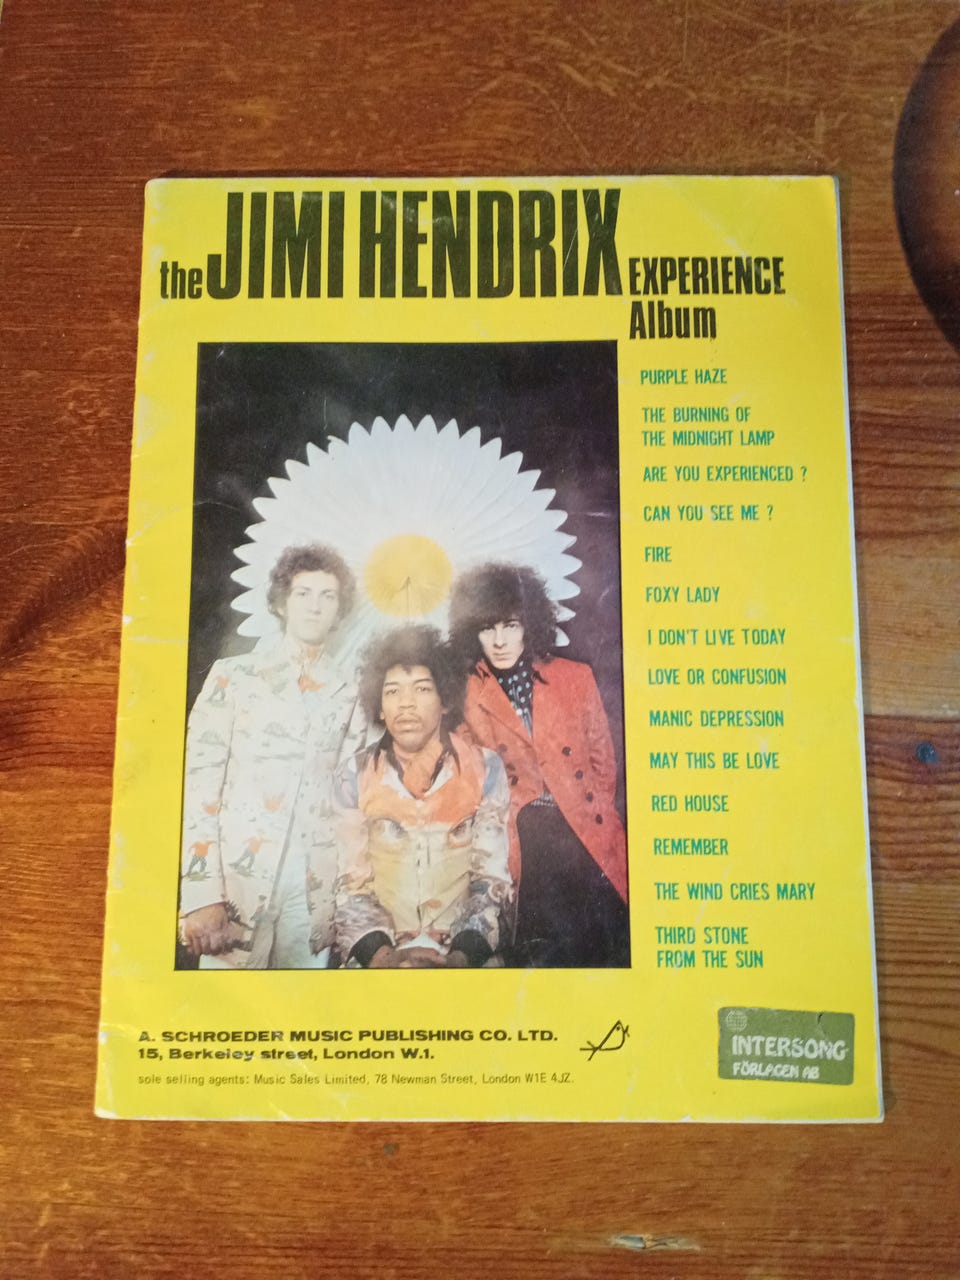 the JIMI HENDRIX EXPERIENCE
Album
PURPLE HAZE
THE BURNING OF
THE MIDNIGHT LAMP
ARE YOU EXPERIENCED ?
CAN YOU SEE ME ?
FIRE
FOXY LADY
I DON'T LIVE TODAY
LOVE OR CONFUSION
MANIC DEPRESSION
MAY THIS BE LOVE
RED HOUSE
REMEMBER
THE WIND CRIES MARY
THIRD STONE
FROM THE SUN
A. SCHROEDER MUSIC PUBLISHING CO. LTD.
15, Berkeley street, London W.1.
sole selling agents: Music Sales Limited, 78 Newman Street, London W1E 4JZ.
INTERSONG
FÖRLAGEN AB